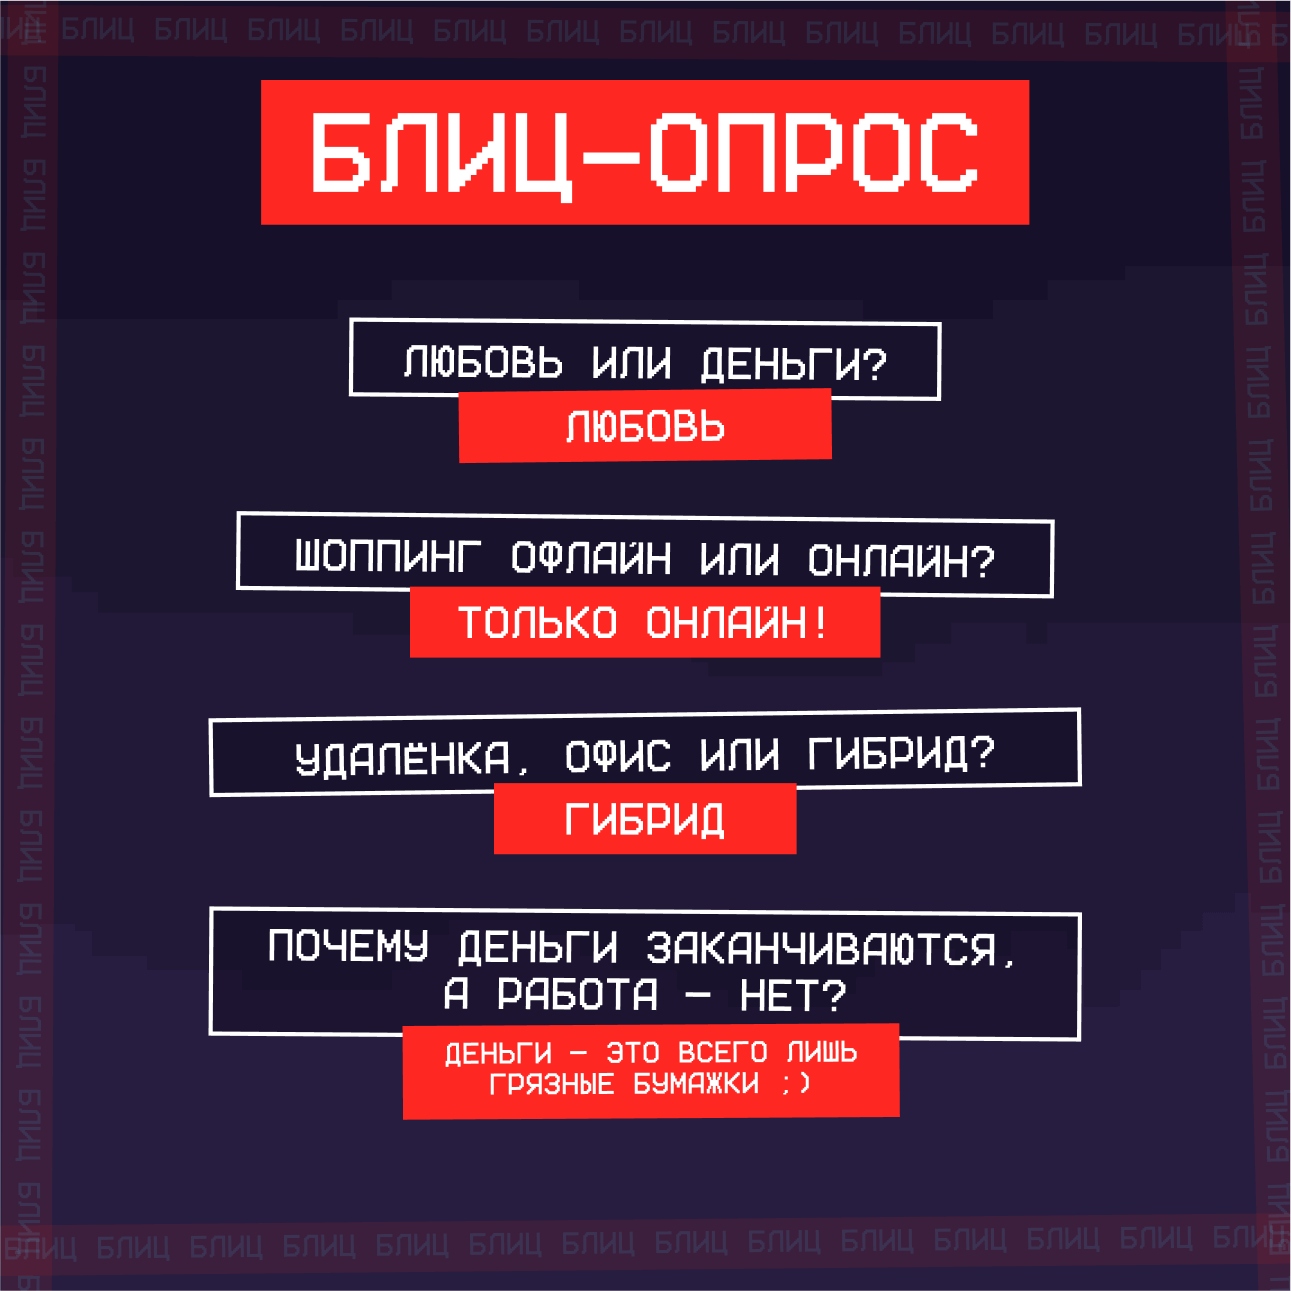 БЛИЦ БЛИЦ БЛИЦ БЛИЦ БЛИЦ БЛИЦ БЛИЦ БЛИЦ БЛИЦ БЛИЦ БЛИЦ БЛИЦ БЛИЦ
БЛИЦ-ОПРОС
ЛЮБОВЬ ИЛИ ДЕНЬГИ?
ЛЮБОВЬ
ШОППИНГ ОФЛАЙН ИЛИ ОНЛАЙН?
ТОЛЬКО ОНЛАЙН!
УДАЛЁНКА, ОФИС ИЛИ ГИБРИД?
ГИБРИД
ПОЧЕМУ ДЕНЬГИ ЗАКАНЧИВАЮТСЯ,
А РАБОТА — НЕТ?
ДЕНЬГИ — ЭТО ВСЕГО ЛИШЬ
ГРЯЗНЫЕ БУМАЖКИ ;)
БЛИЦ БЛИЦ БЛИЦ БЛИЦ БЛИЦ БЛИЦ БЛИЦ БЛИЦ БЛИЦ БЛИЦ БЛИЦ БЛИЦ БЛИЦ БЛИЦ